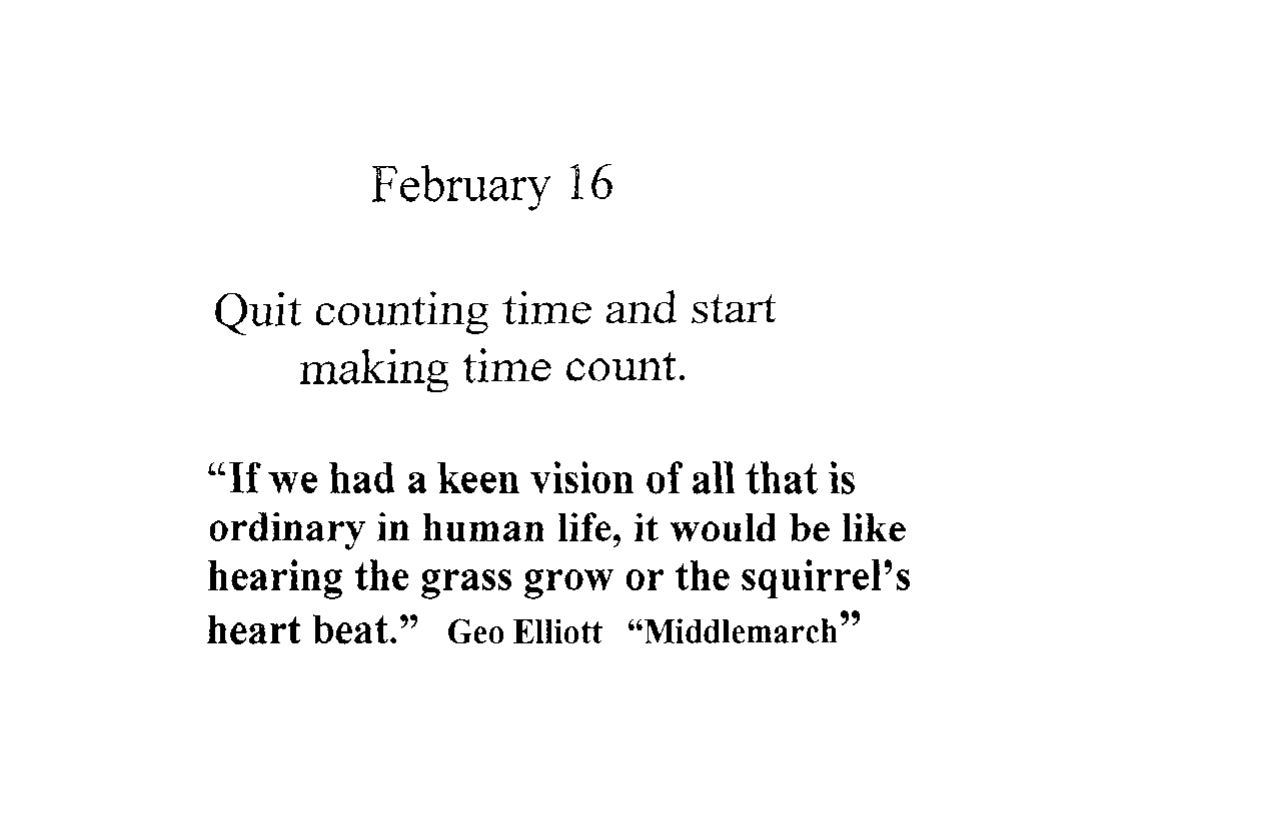 February 16
Quit counting time and start
making time count.
“If we had a keen vision of all that is
ordinary in human life, it would be like
hearing the grass grow or the squirrel’s
heart beat.” Geo Elliott “Middlemarch”